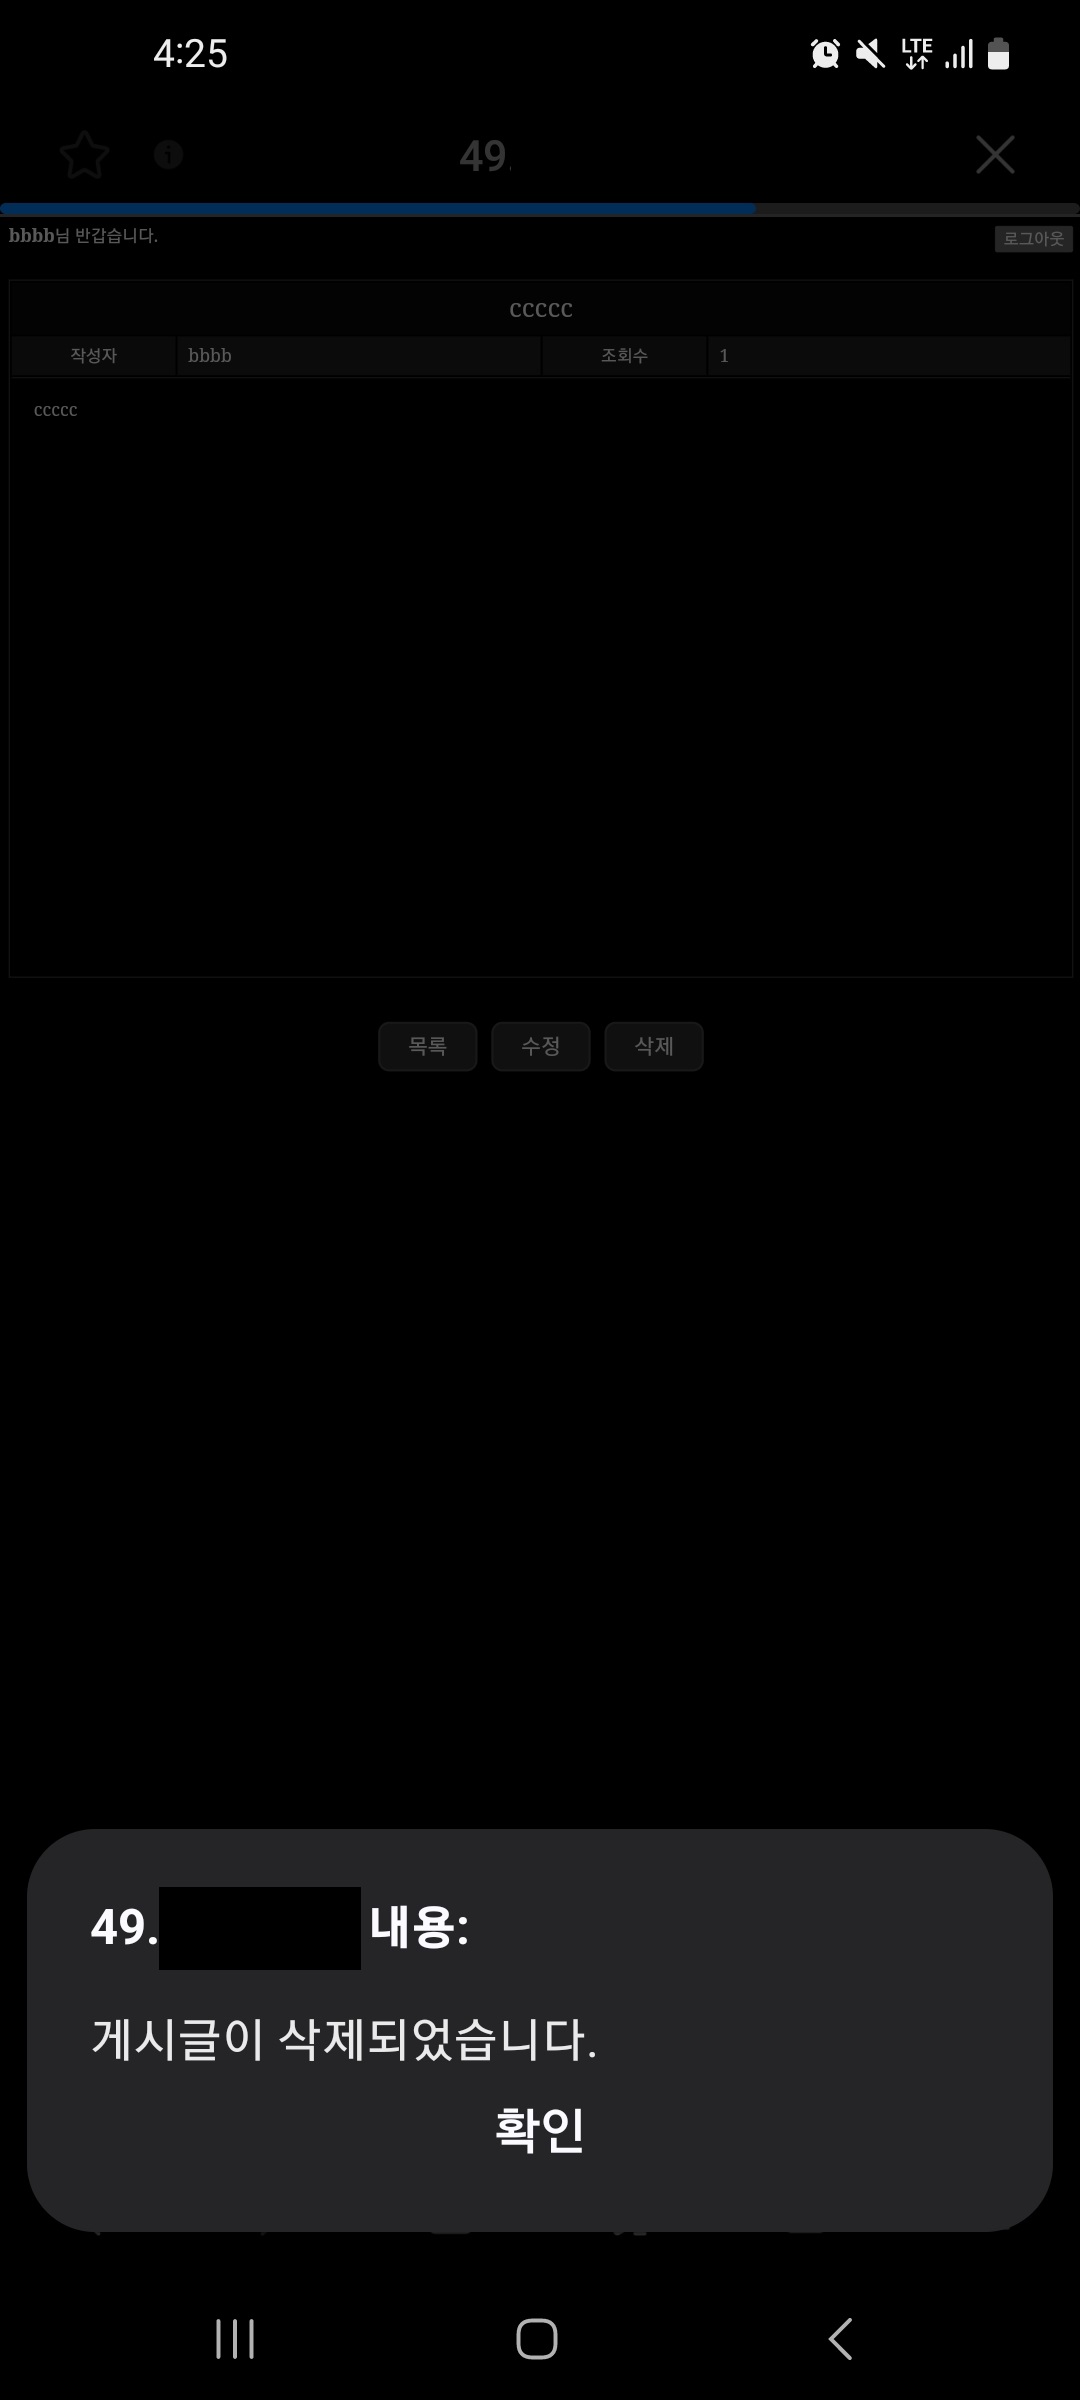 4:25
LTE
49.
bbbb님 반갑습니다.
로그아웃
ccccc
작성자 bbbb 조회수 1
ccccc
목록 수정 삭제
49. 내용:
게시글이 삭제되었습니다.
확인